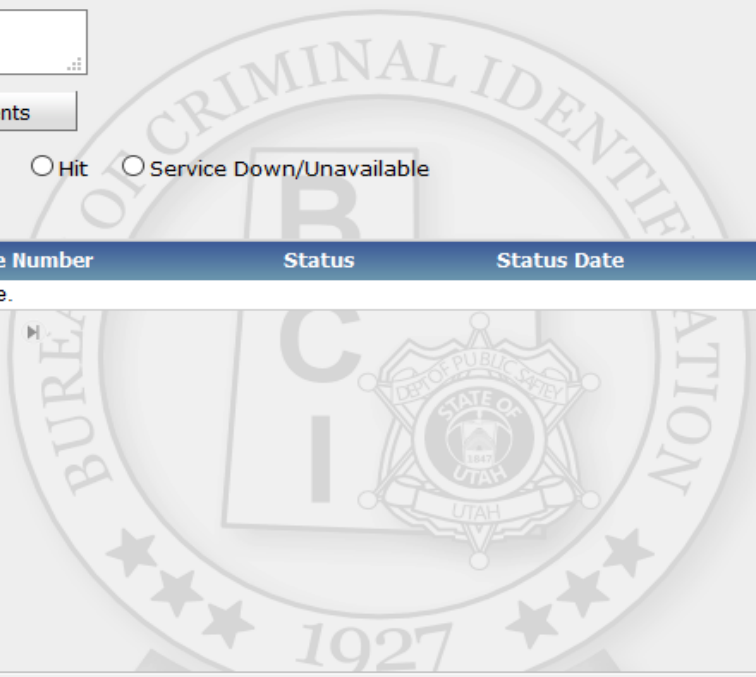 nts
Hit Service Down/Unavailable
e Number Status Status Date
e.
BUREAU OF CRIMINAL IDENTIFICATION
B
C
I
DEPT OF PUBLIC SAFTEY
STATE OF
1847
UTAH
UTAH
1927